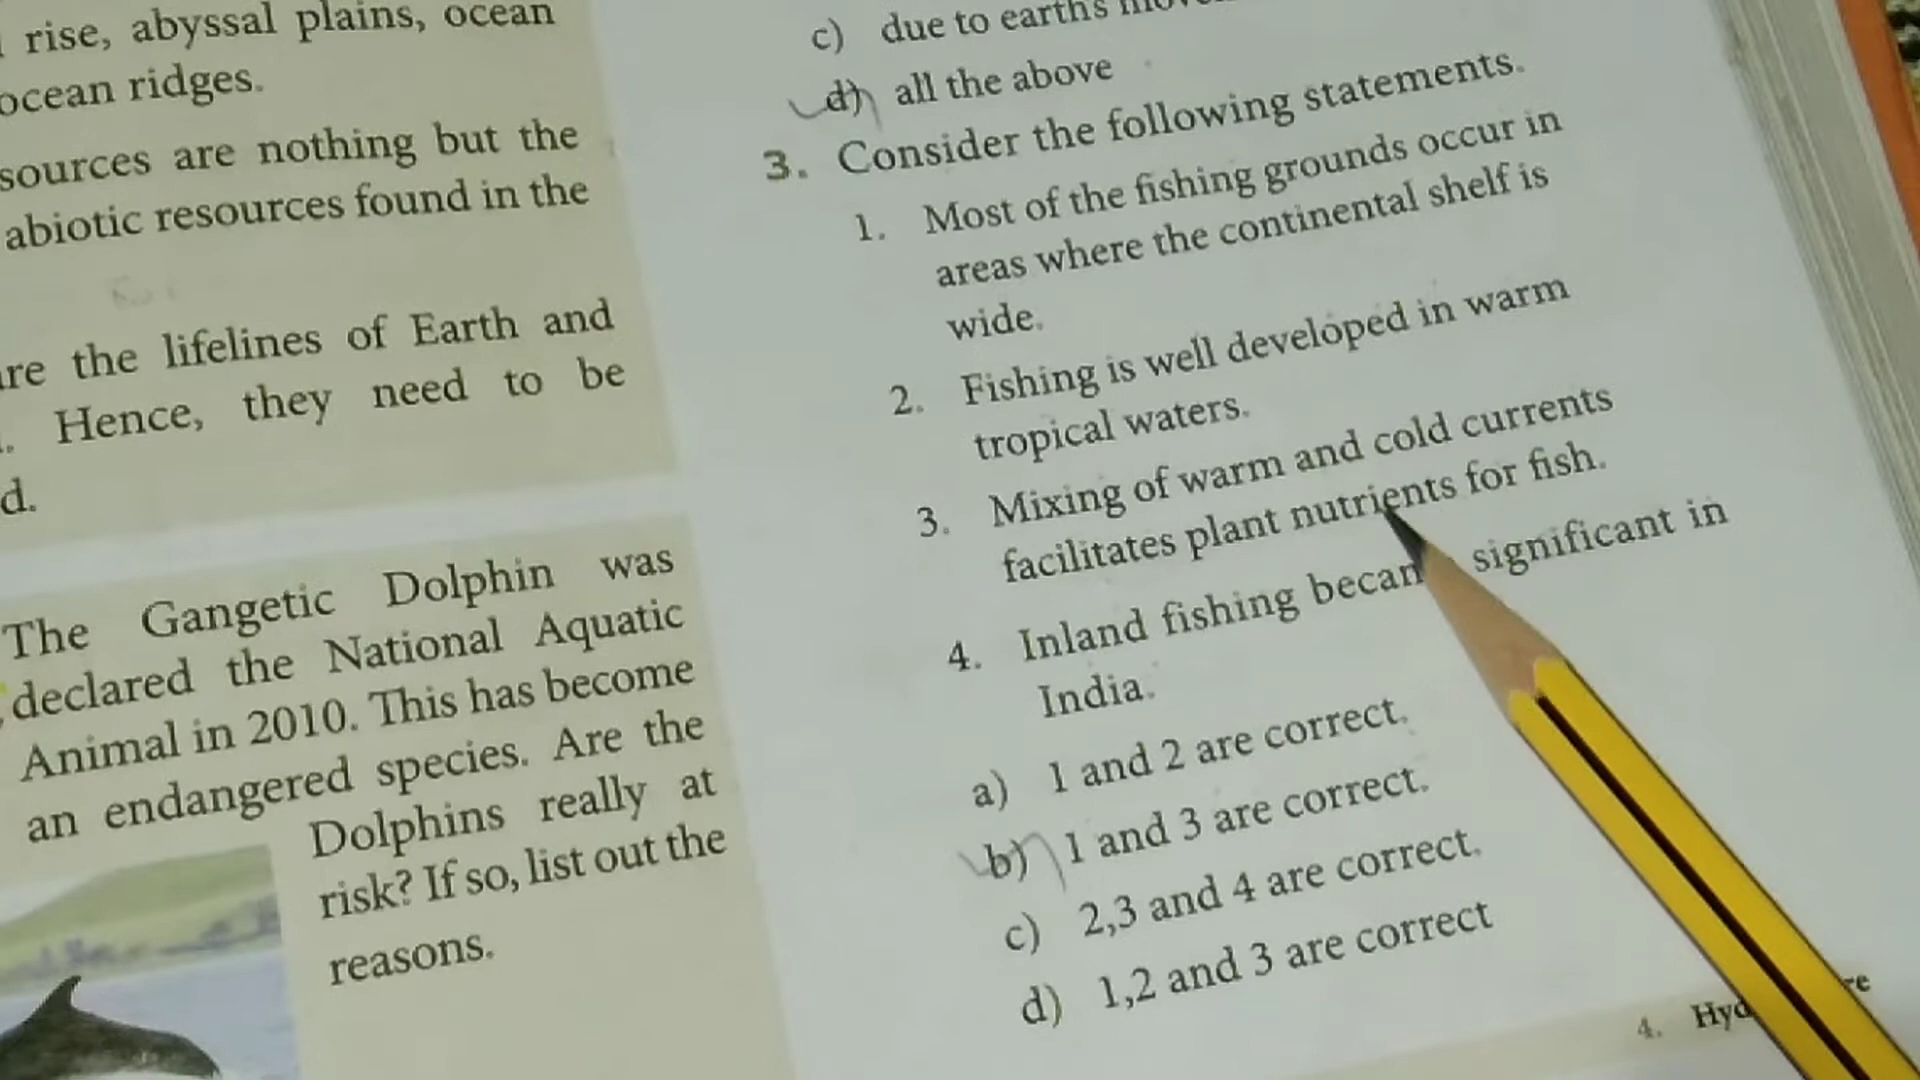 rise, abyssal plains, ocean
ocean ridges.
sources are nothing but the
abiotic resources found in the
are the lifelines of Earth and
. Hence, they need to be
d.
The Gangetic Dolphin was
declared the National Aquatic
Animal in 2010. This has become
an endangered species. Are the
Dolphins really at
risk? If so, list out the
reasons.
c) due to earth's
d) all the above
3. Consider the following statements.
1. Most of the fishing grounds occur in
areas where the continental shelf is
wide.
2. Fishing is well developed in warm
tropical waters.
3. Mixing of warm and cold currents
facilitates plant nutrients for fish.
4. Inland fishing becam significant in
India.
a) 1 and 2 are correct.
b) 1 and 3 are correct.
c) 2,3 and 4 are correct.
d) 1,2 and 3 are correct
4. Hyd re